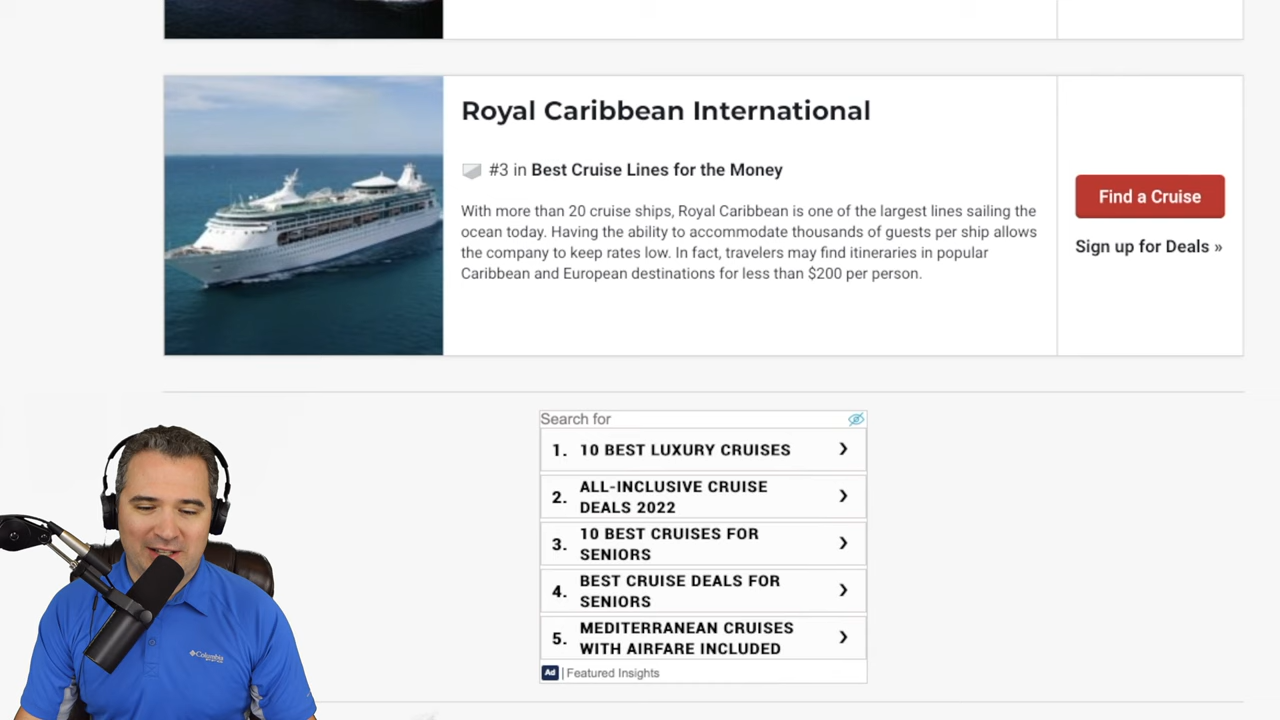 Royal Caribbean International
#3 in Best Cruise Lines for the Money
With more than 20 cruise ships, Royal Caribbean is one of the largest lines sailing the
ocean today. Having the ability to accommodate thousands of guests per ship allows
the company to keep rates low. In fact, travelers may find itineraries in popular
Caribbean and European destinations for less than $200 per person.
Find a Cruise
Sign up for Deals »
Search for
1. 10 BEST LUXURY CRUISES
2. ALL-INCLUSIVE CRUISE
DEALS 2022
3. 10 BEST CRUISES FOR
SENIORS
4. BEST CRUISE DEALS FOR
SENIORS
5. MEDITERRANEAN CRUISES
WITH AIRFARE INCLUDED
Ad | Featured Insights
Columbia